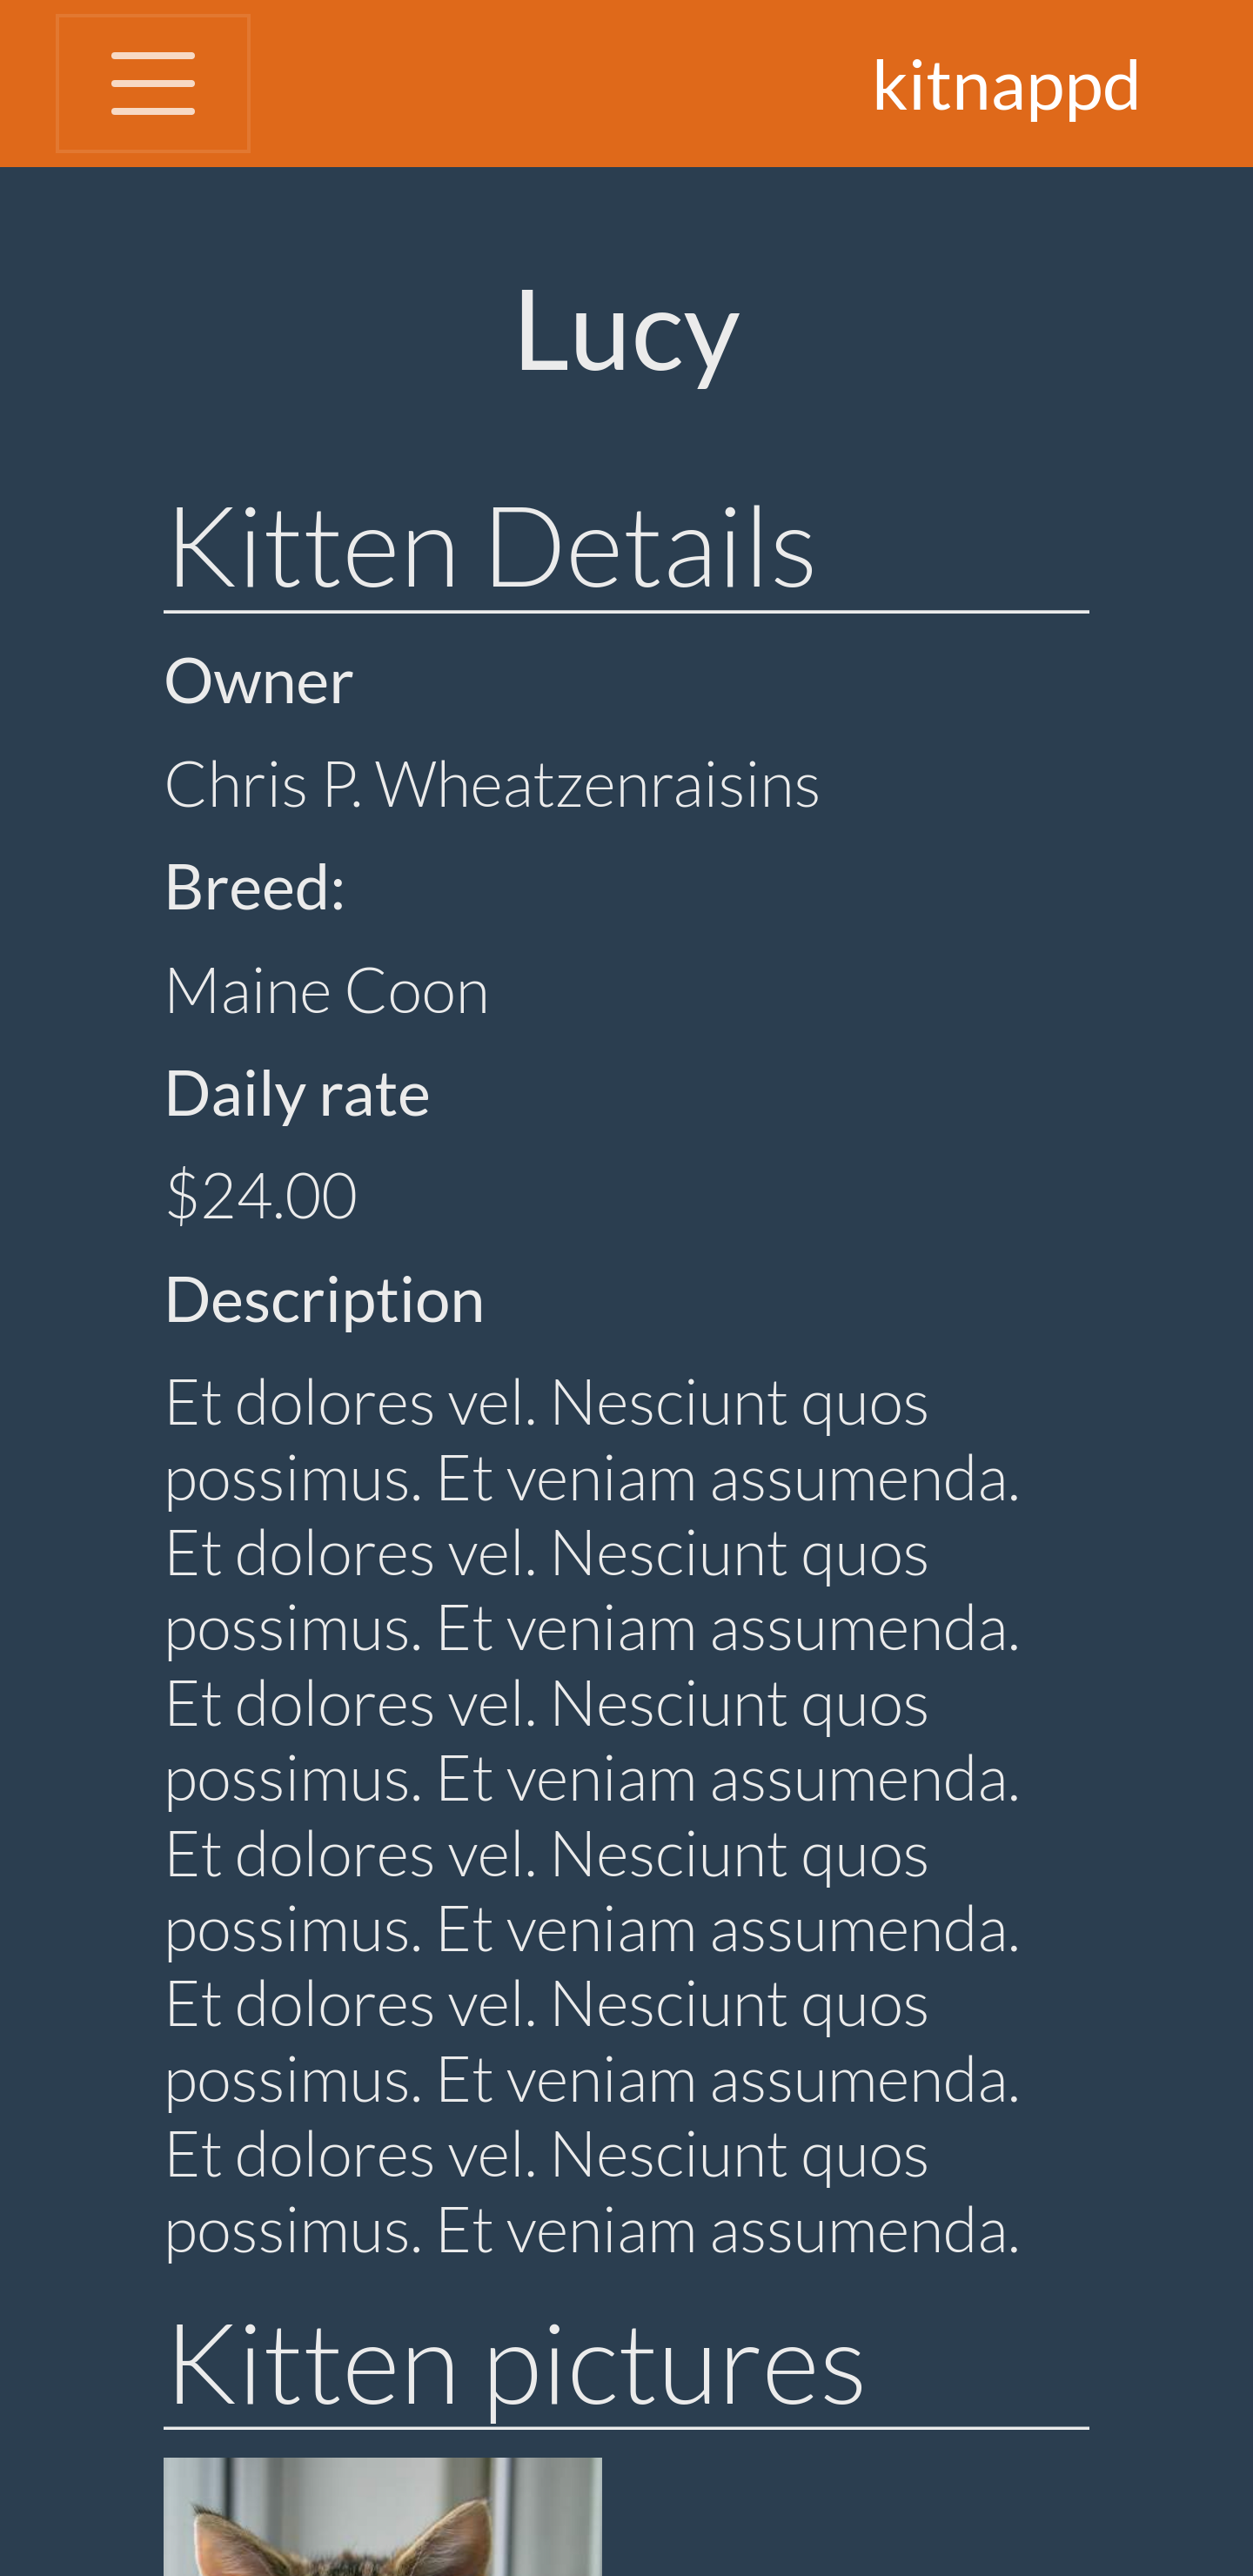 kitnappd
Lucy
Kitten Details
Owner
Chris P. Wheatzenraisins
Breed:
Maine Coon
Daily rate
$24.00
Description
Et dolores vel. Nesciunt quos
possimus. Et veniam assumenda.
Et dolores vel. Nesciunt quos
possimus. Et veniam assumenda.
Et dolores vel. Nesciunt quos
possimus. Et veniam assumenda.
Et dolores vel. Nesciunt quos
possimus. Et veniam assumenda.
Et dolores vel. Nesciunt quos
possimus. Et veniam assumenda.
Et dolores vel. Nesciunt quos
possimus. Et veniam assumenda.
Kitten pictures